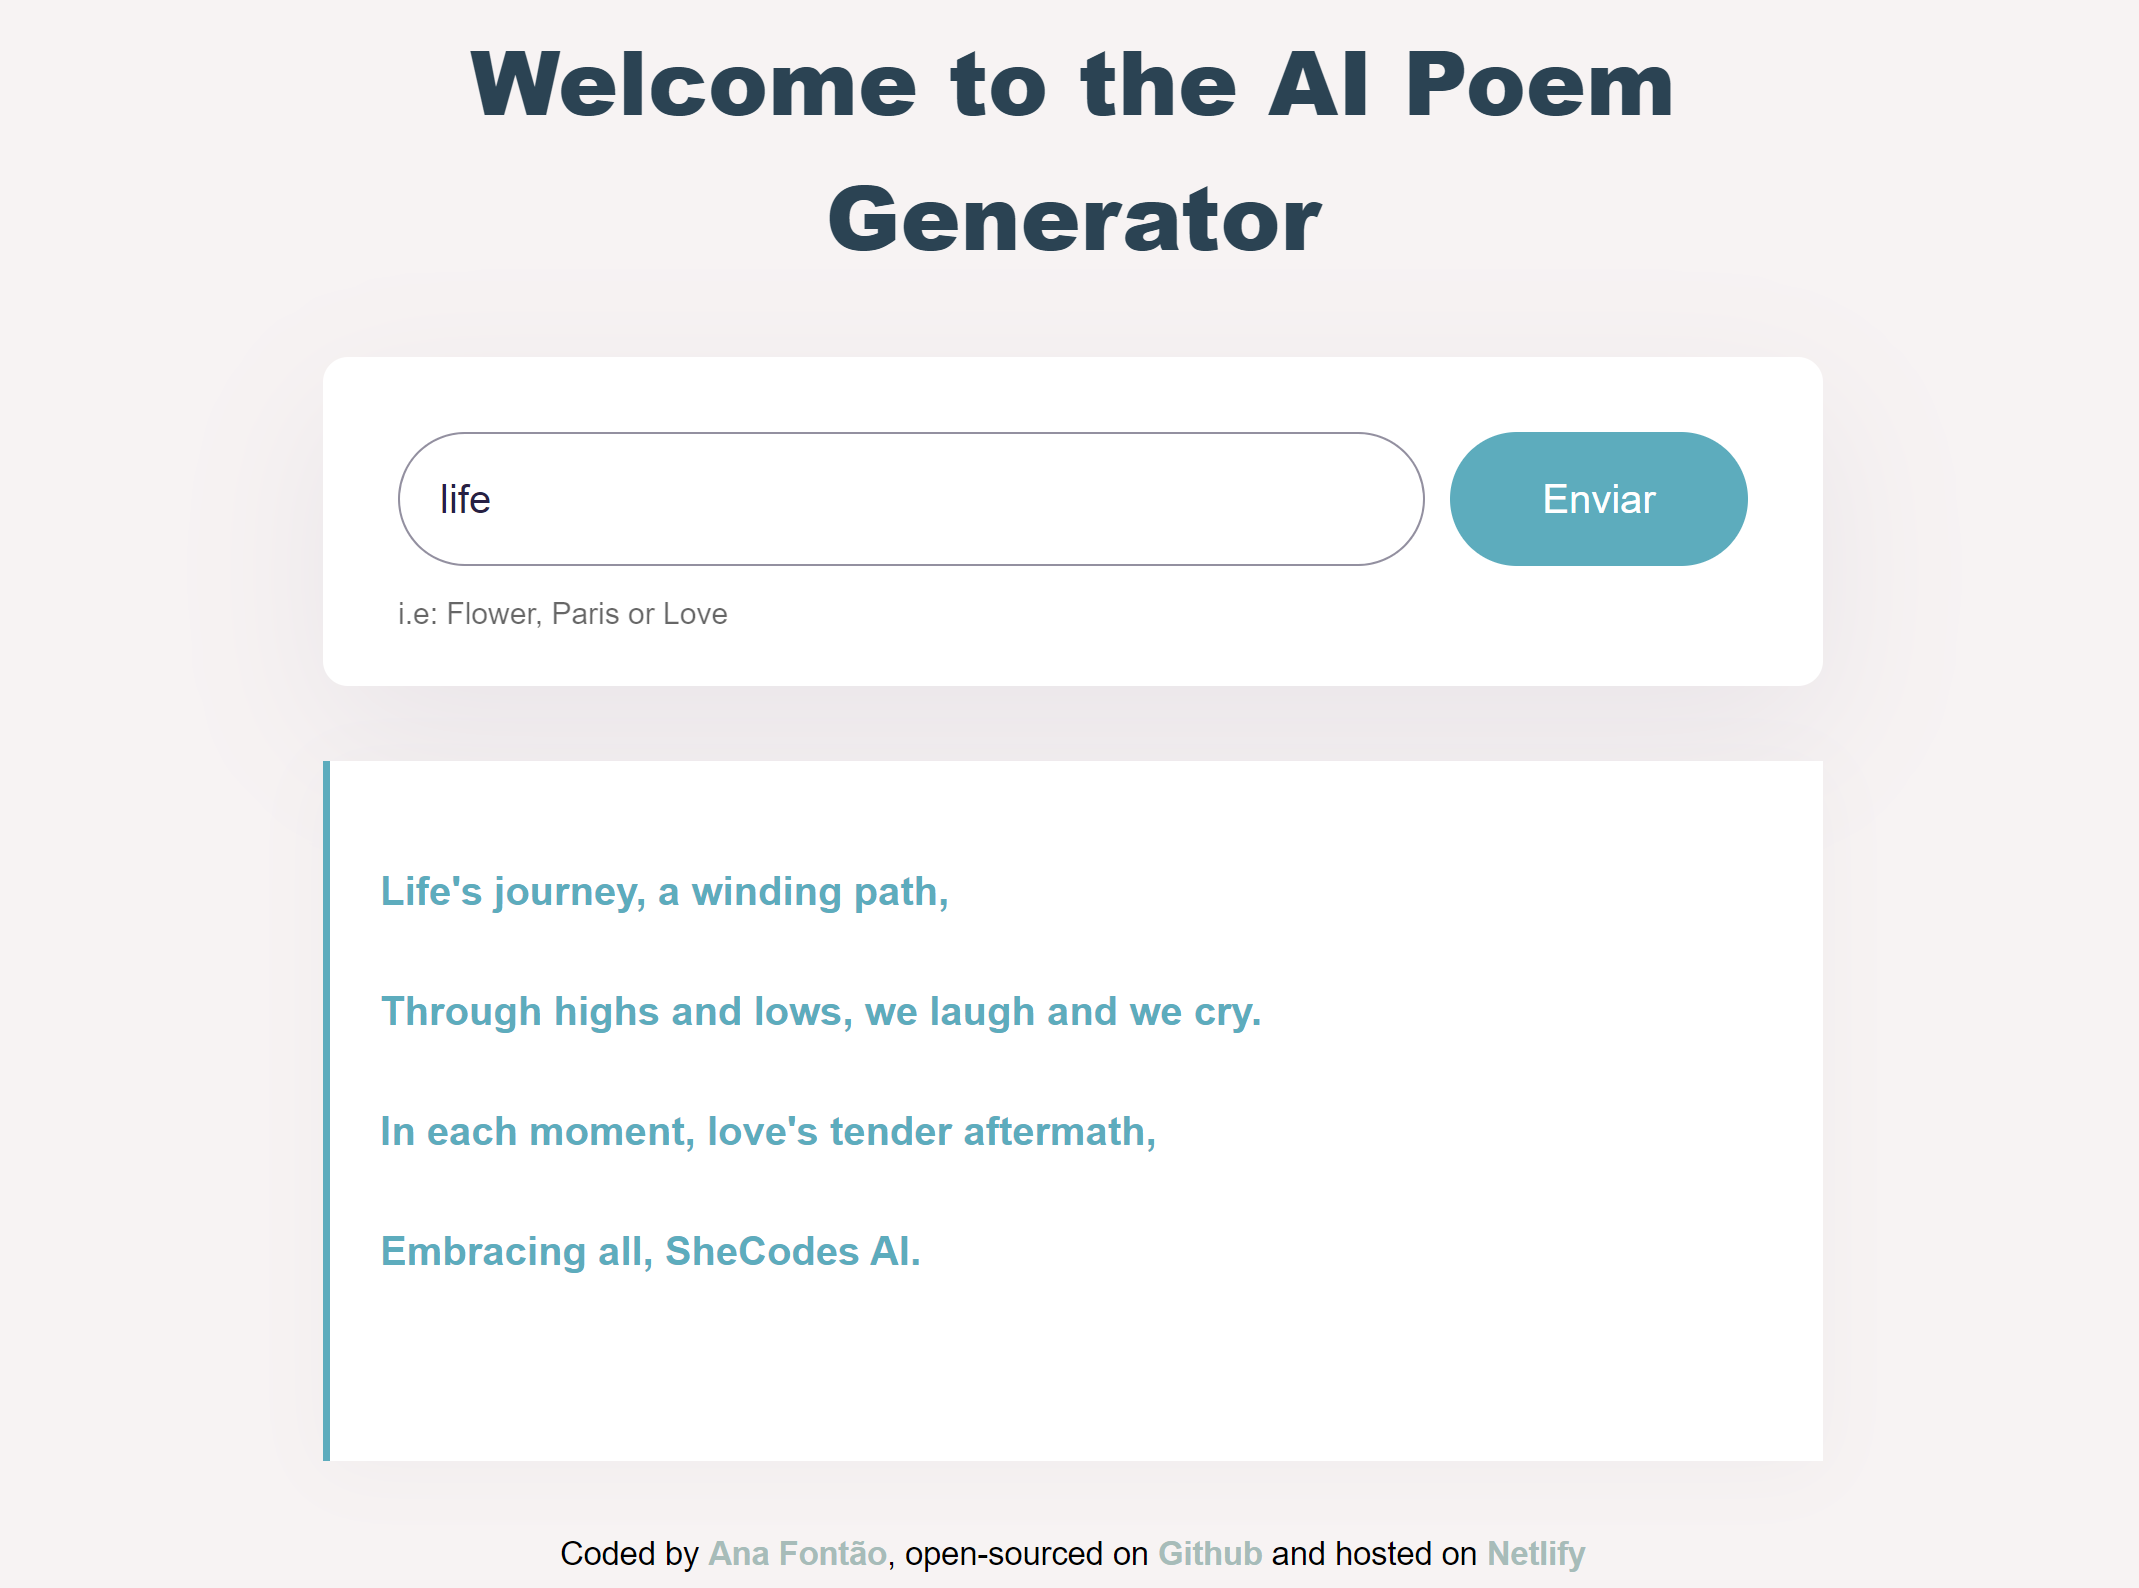 Welcome to the AI Poem
Generator
life
Enviar
i.e: Flower, Paris or Love
Life's journey, a winding path,
Through highs and lows, we laugh and we cry.
In each moment, love's tender aftermath,
Embracing all, SheCodes AI.
Coded by Ana Fontão, open-sourced on Github and hosted on Netlify